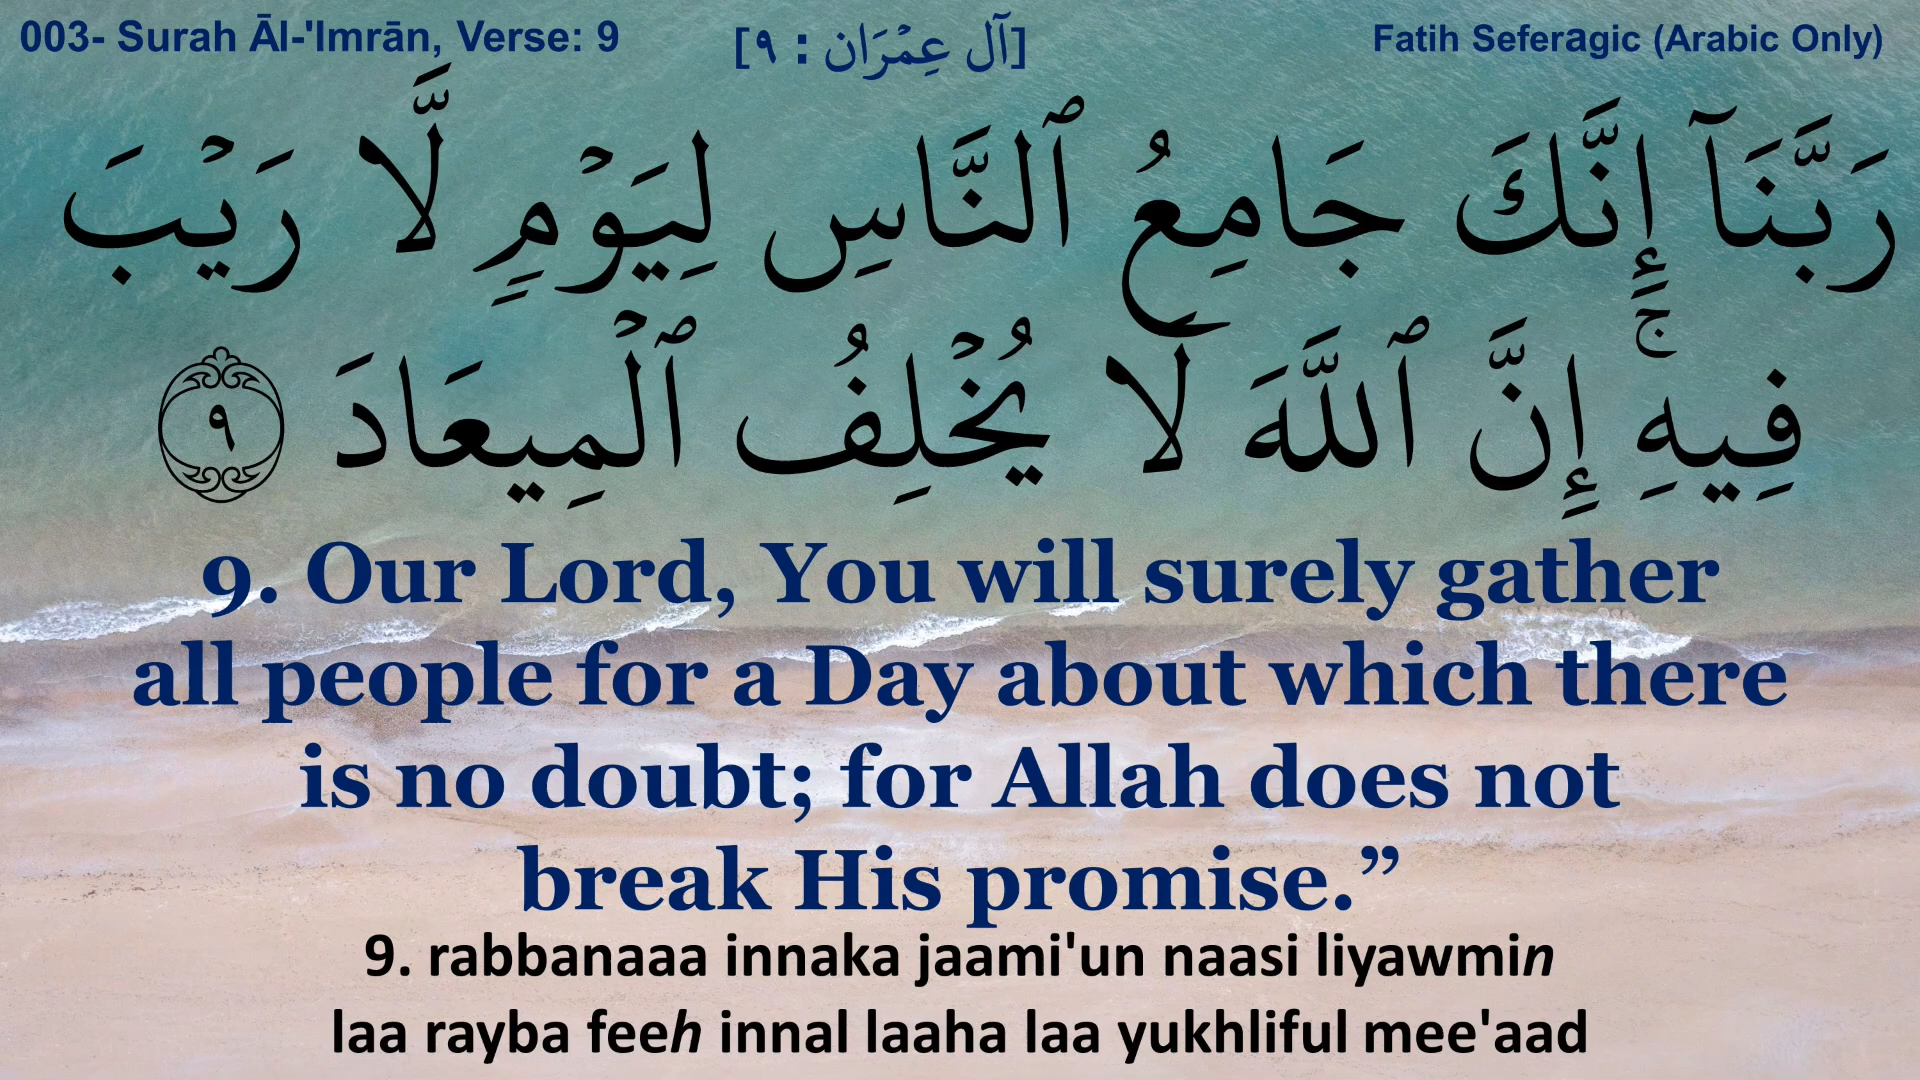 003- Surah Āl-'Imrān, Verse: 9
[آل عِمْرَان : ٩]
Fatih Seferagic (Arabic Only)
رَبَّنَآ إِنَّكَ جَامِعُ ٱلنَّاسِ لِيَوْمٍ لَّا رَيْبَ
فِيهِ ۚ إِنَّ ٱللَّهَ لَا يُخْلِفُ ٱلْمِيعَادَ ٩
9. Our Lord, You will surely gather
all people for a Day about which there
is no doubt; for Allah does not
break His promise.”
9. rabbanaaa innaka jaami'un naasi liyawmin
laa rayba feeh innal laaha laa yukhliful mee'aad